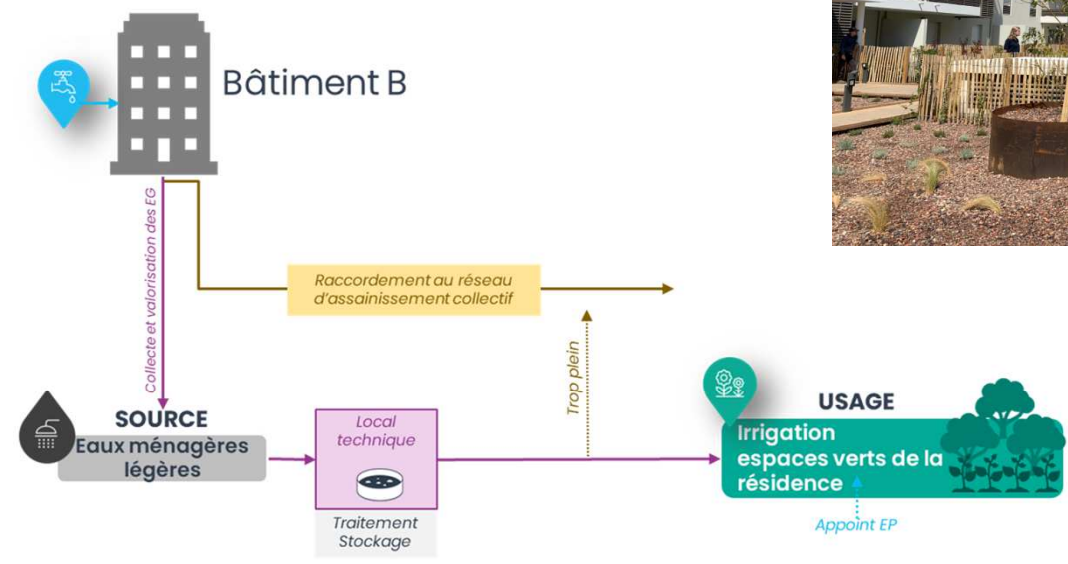 Bâtiment B
Collecte et valorisation des EG
Raccordement au réseau
d'assainissement collectif
Trop plein
SOURCE
Eaux ménagères
légères
Local
technique
Traitement
Stockage
USAGE
Irrigation
espaces verts de la
résidence
Appoint EP